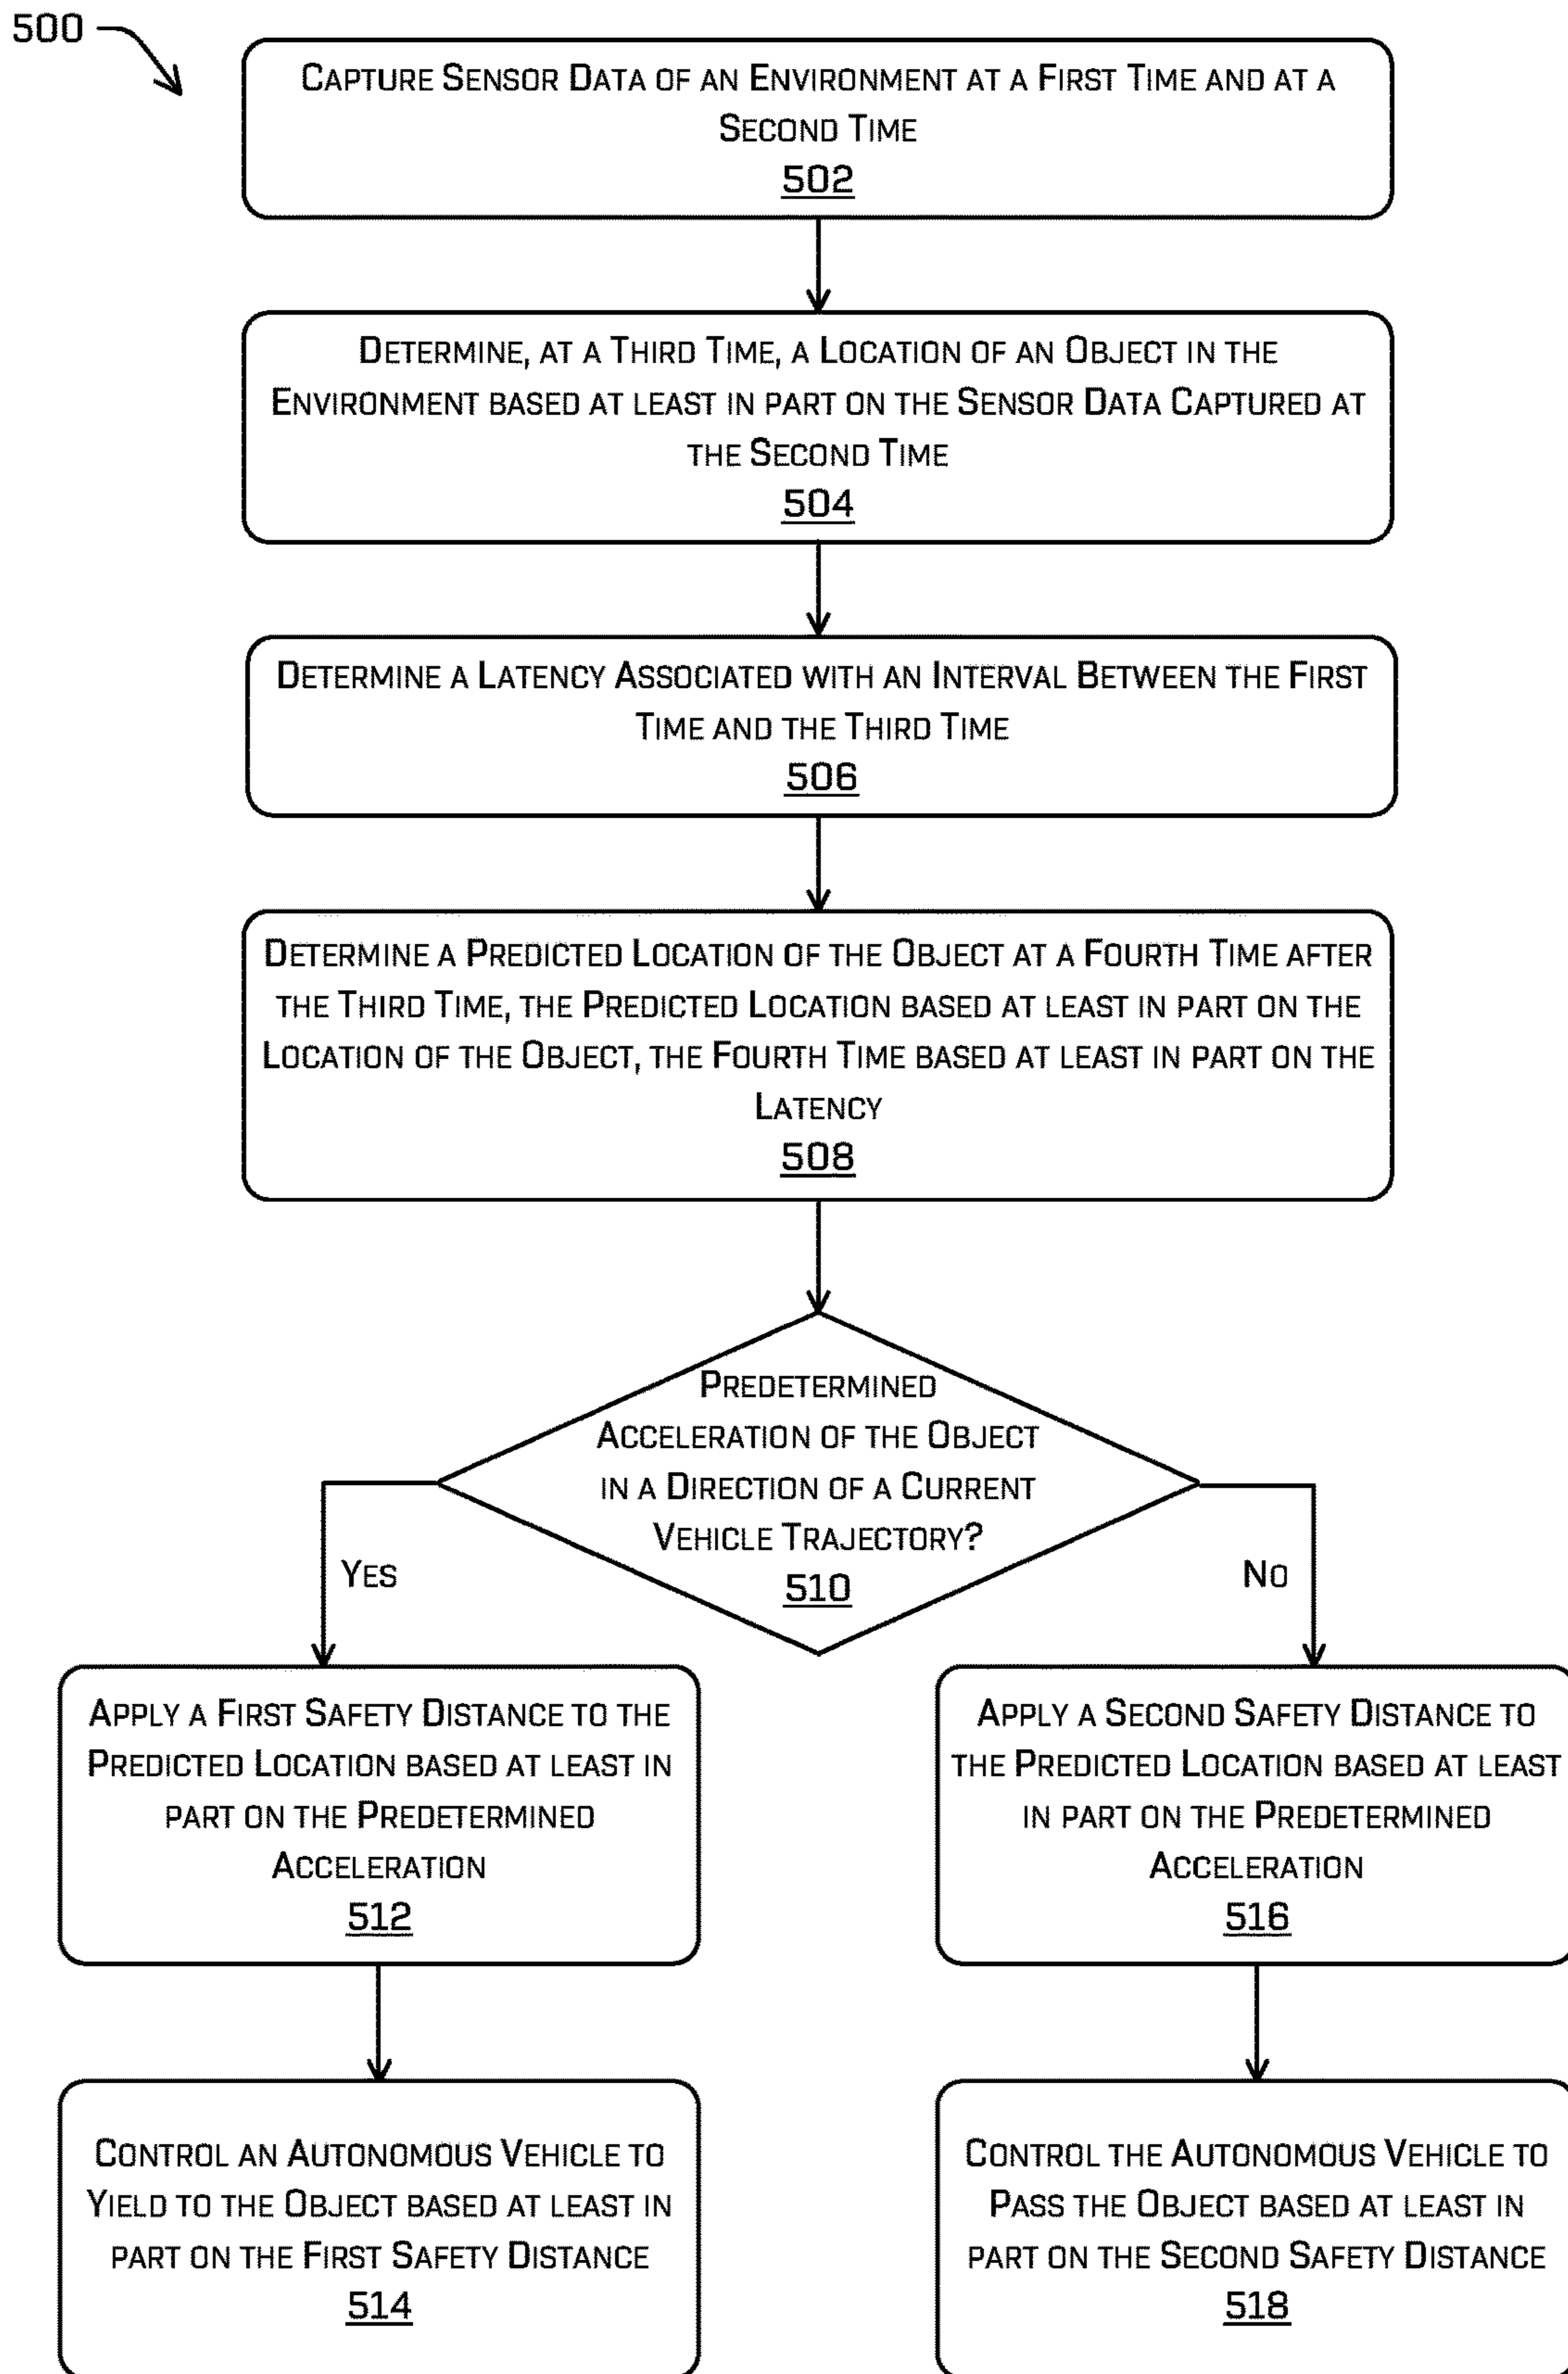 500
Capture Sensor Data of an Environment at a First Time and at a
Second Time
502
Determine, at a Third Time, a Location of an Object in the
Environment based at least in part on the Sensor Data Captured at
the Second Time
504
Determine a Latency Associated with an Interval Between the First
Time and the Third Time
506
Determine a Predicted Location of the Object at a Fourth Time after
the Third Time, the Predicted Location based at least in part on the
Location of the Object, the Fourth Time based at least in part on the
Latency
508
Predetermined
Acceleration of the Object
in a Direction of a Current
Vehicle Trajectory?
510
Yes
No
Apply a First Safety Distance to the
Predicted Location based at least in
part on the Predetermined
Acceleration
512
Apply a Second Safety Distance to
the Predicted Location based at least
in part on the Predetermined
Acceleration
516
Control an Autonomous Vehicle to
Yield to the Object based at least in
part on the First Safety Distance
514
Control the Autonomous Vehicle to
Pass the Object based at least in
part on the Second Safety Distance
518